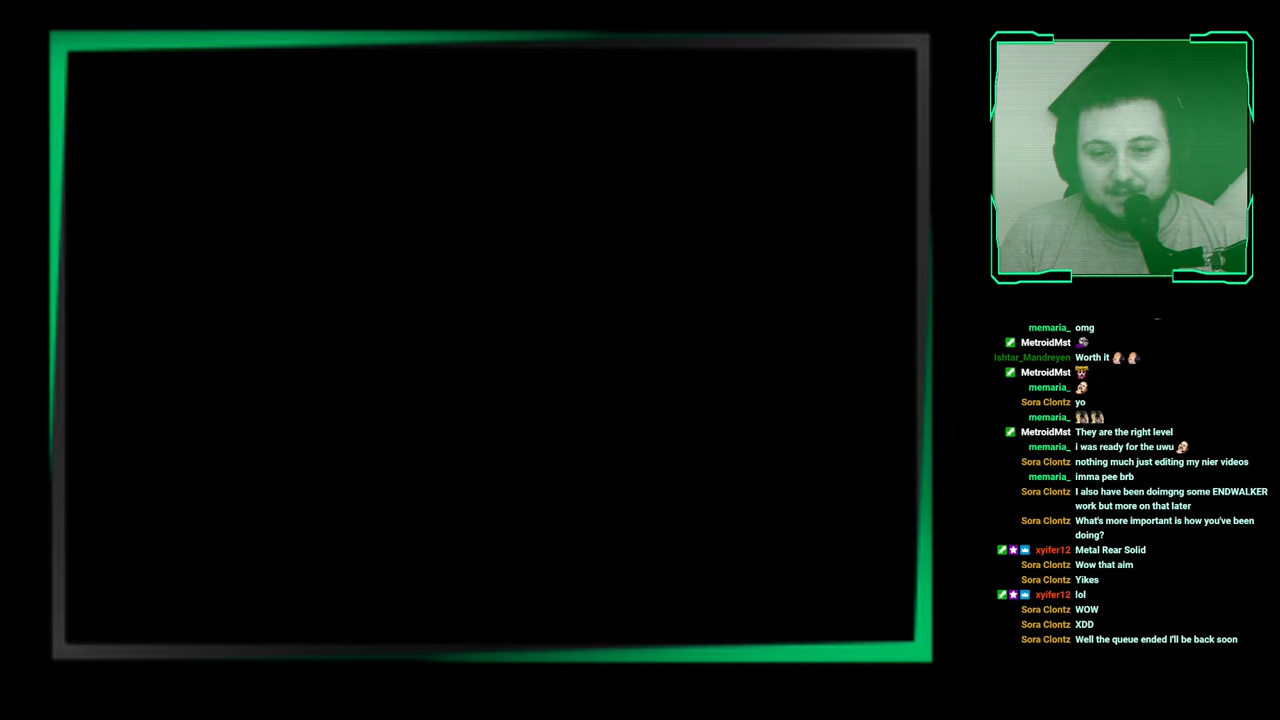 memaria_ omg
MetroidMst
Ishtar_Mandreyen Worth it
MetroidMst
memaria_
Sora Clontz yo
memaria_
MetroidMst They are the right level
memaria_ i was ready for the uwu
Sora Clontz nothing much just editing my nier videos
memaria_ imma pee brb
Sora Clontz I also have been doimgng some ENDWALKER
work but more on that later
Sora Clontz What's more important is how you've been
doing?
xyifer12 Metal Rear Solid
Sora Clontz Wow that aim
Sora Clontz Yikes
xyifer12 lol
Sora Clontz WOW
Sora Clontz XDD
Sora Clontz Well the queue ended I'll be back soon